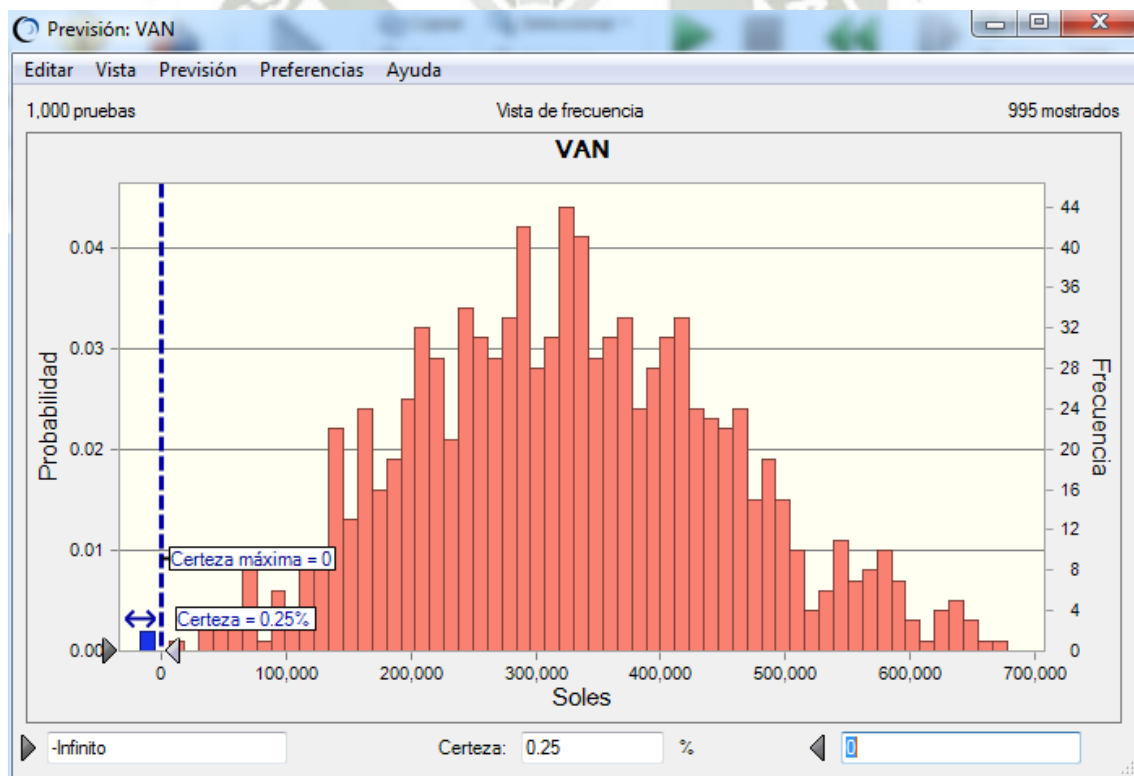 Previsión: VAN
Editar Vista Previsión Preferencias Ayuda
1,000 pruebas
Vista de frecuencia
995 mostrados
VAN
Probabilidad
0.04
0.03
0.02
0.01
0.00
Certeza máxima = 0
Certeza = 0.25%
44
40
36
32
28
24
20
16
12
8
4
0
Frecuencia
0 100,000 200,000 300,000 400,000 500,000 600,000 700,000
Soles
-Infinito
Certeza: 0.25 %
0